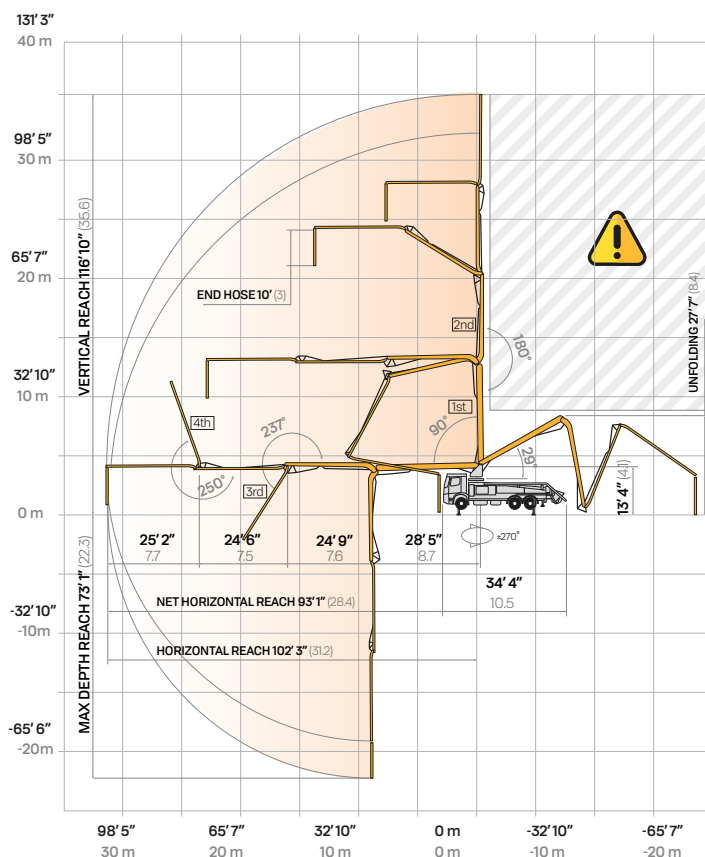 131' 3"
40 m
98' 5"
30 m
65' 7"
20 m
32' 10"
10 m
0 m
-32' 10"
-10m
-65' 6"
-20m
VERTICAL REACH 116'10" (35.6)
MAX DEPTH REACH 73' 1" (22.3)
END HOSE 10' (3)
2nd
180°
UNFOLDING 27'7" (8.4)
1st
90°
29°
4th
237°
250°
3rd
13' 4" (4.1)
±270°
25' 2" 24' 6" 24' 9" 28' 5"
7.7 7.5 7.6 8.7
34' 4"
10.5
NET HORIZONTAL REACH 93'1" (28.4)
HORIZONTAL REACH 102' 3" (31.2)
98' 5" 65' 7" 32' 10" 0 m -32' 10" -65' 7"
30 m 20 m 10 m 0 m -10 m -20 m